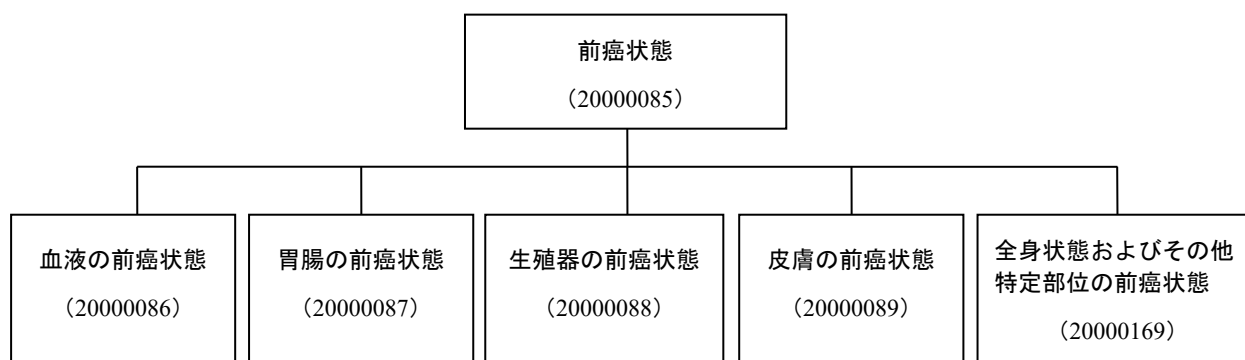 前癌状態
（20000085）
血液の前癌状態
（20000086）
胃腸の前癌状態
（20000087）
生殖器の前癌状態
（20000088）
皮膚の前癌状態
（20000089）
全身状態およびその他
特定部位の前癌状態
（20000169）